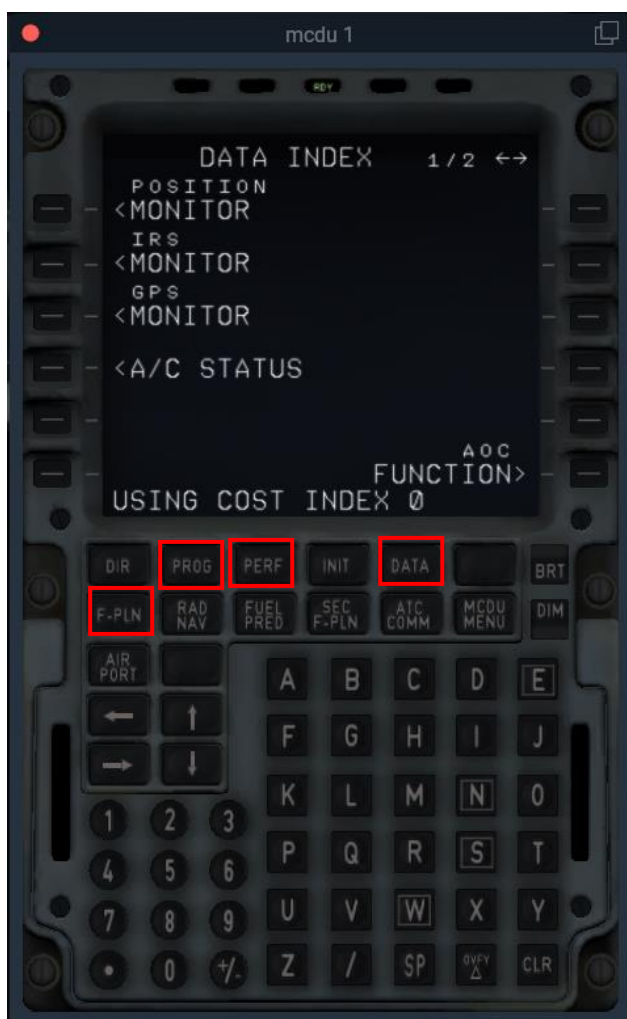 mcdu 1
RDY
DATA INDEX 1/2 ←→
POSITION
<MONITOR
IRS
<MONITOR
GPS
<MONITOR
<A/C STATUS
AOC
FUNCTION>
USING COST INDEX 0
DIR PROG PERF INIT DATA BRT
F-PLN RAD NAV FUEL PRED SEC F-PLN ATC COMM MCDU MENU DIM
AIR PORT
← ↑
→ ↓
A B C D E
F G H I J
K L M N O
P Q R S T
U V W X Y
Z / SP OVFY Δ CLR
1 2 3
4 5 6
7 8 9
. 0 +/-